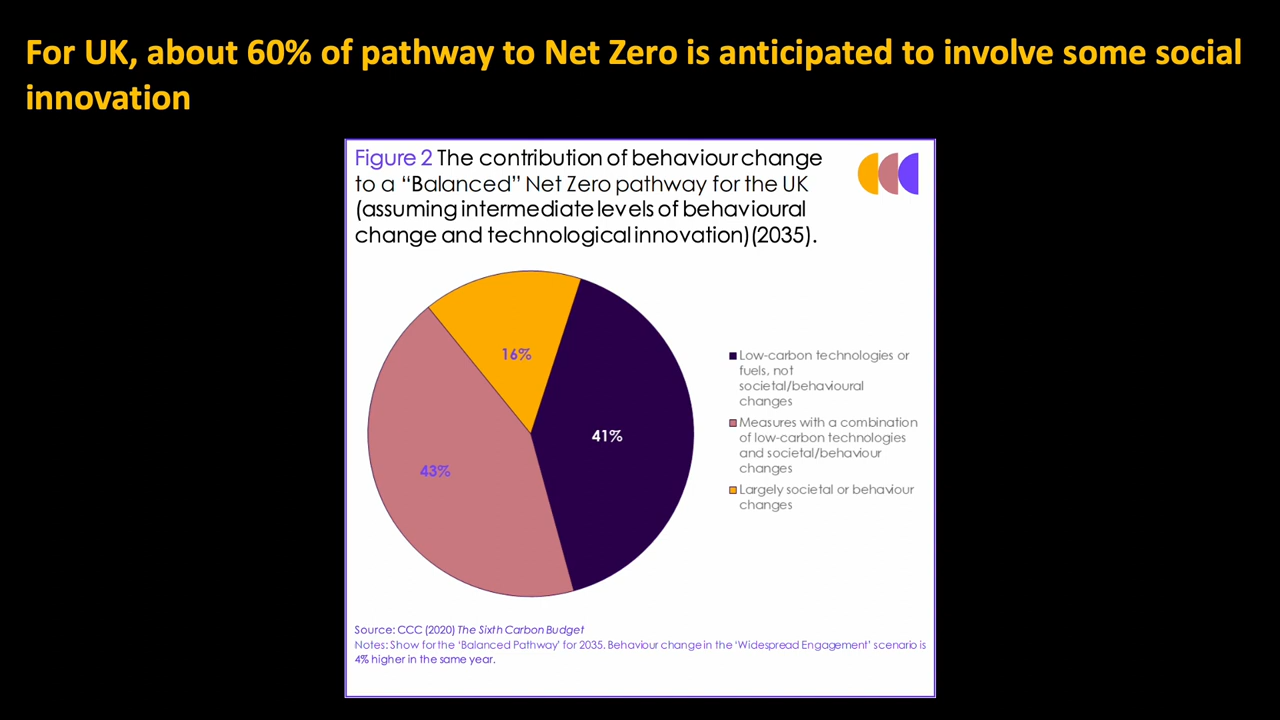 For UK, about 60% of pathway to Net Zero is anticipated to involve some social
innovation
Figure 2 The contribution of behaviour change
to a “Balanced” Net Zero pathway for the UK
(assuming intermediate levels of behavioural
change and technological innovation)(2035).
16%
41%
43%
Low-carbon technologies or
fuels, not
societal/behavioural
changes
Measures with a combination
of low-carbon technologies
and societal/behaviour
changes
Largely societal or behaviour
changes
Source: CCC (2020) The Sixth Carbon Budget
Notes: Show for the ‘Balanced Pathway’ for 2035. Behaviour change in the ‘Widespread Engagement’ scenario is
4% higher in the same year.